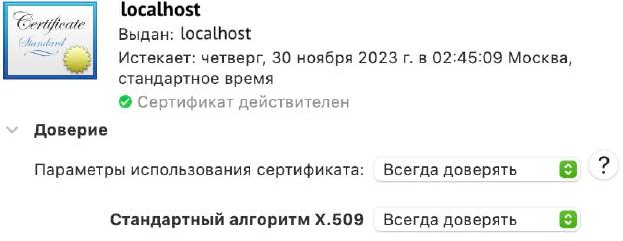 Certificate
Standard
localhost
Выдан: localhost
Истекает: четверг, 30 ноября 2023 г. в 02:45:09 Москва,
стандартное время
Сертификат действителен
Доверие
Параметры использования сертификата: Всегда доверять ?
Стандартный алгоритм X.509 Всегда доверять